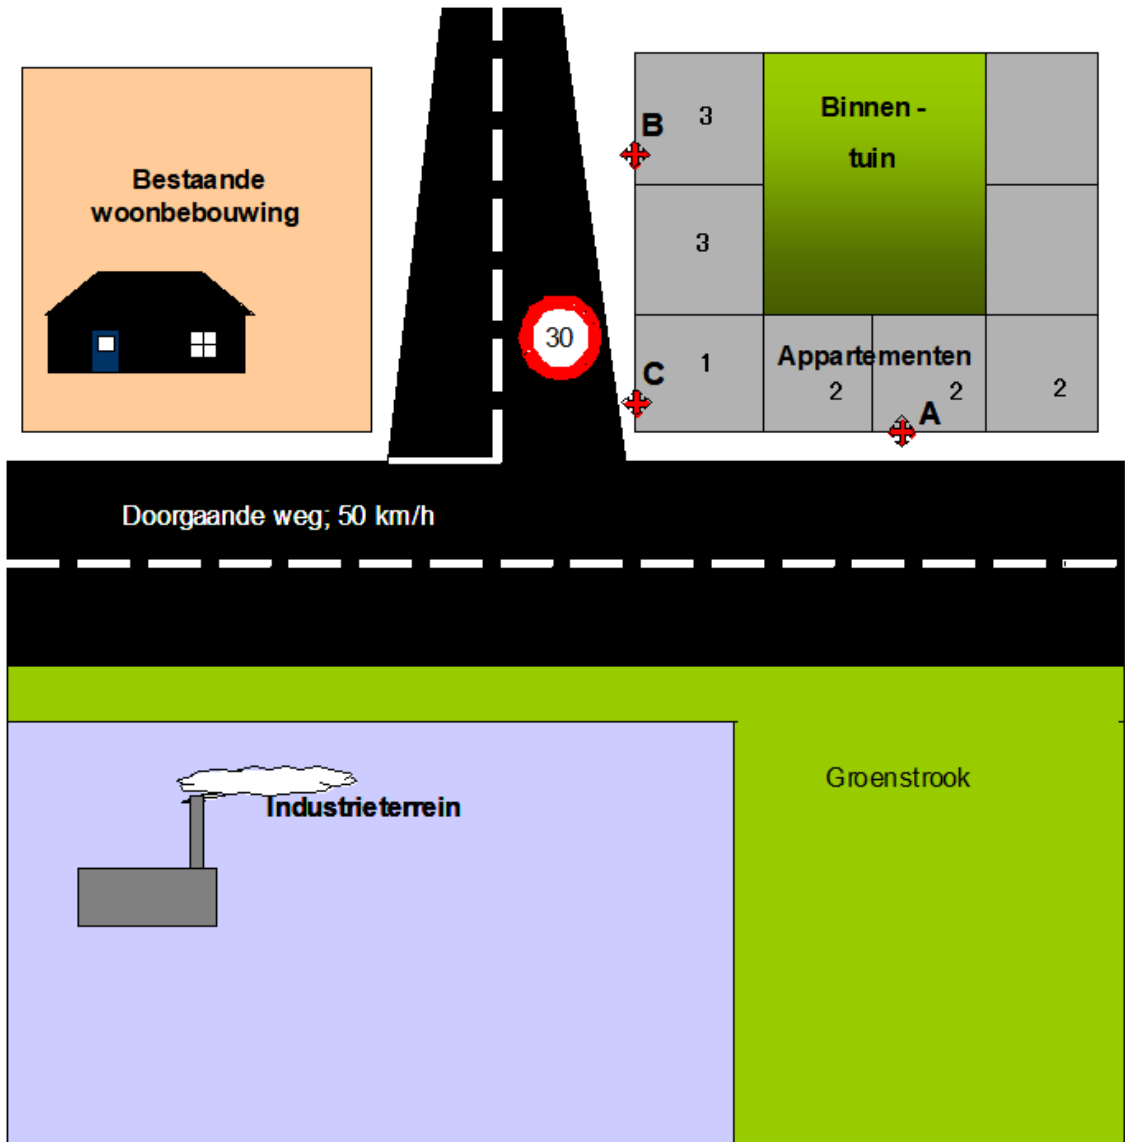 B
3
Binnen -
tuin
Bestaande
woonbebouwing
3
30
C
1
Appartementen
2
2
2
A
Doorgaande weg; 50 km/h
Groenstrook
Industrieterrein